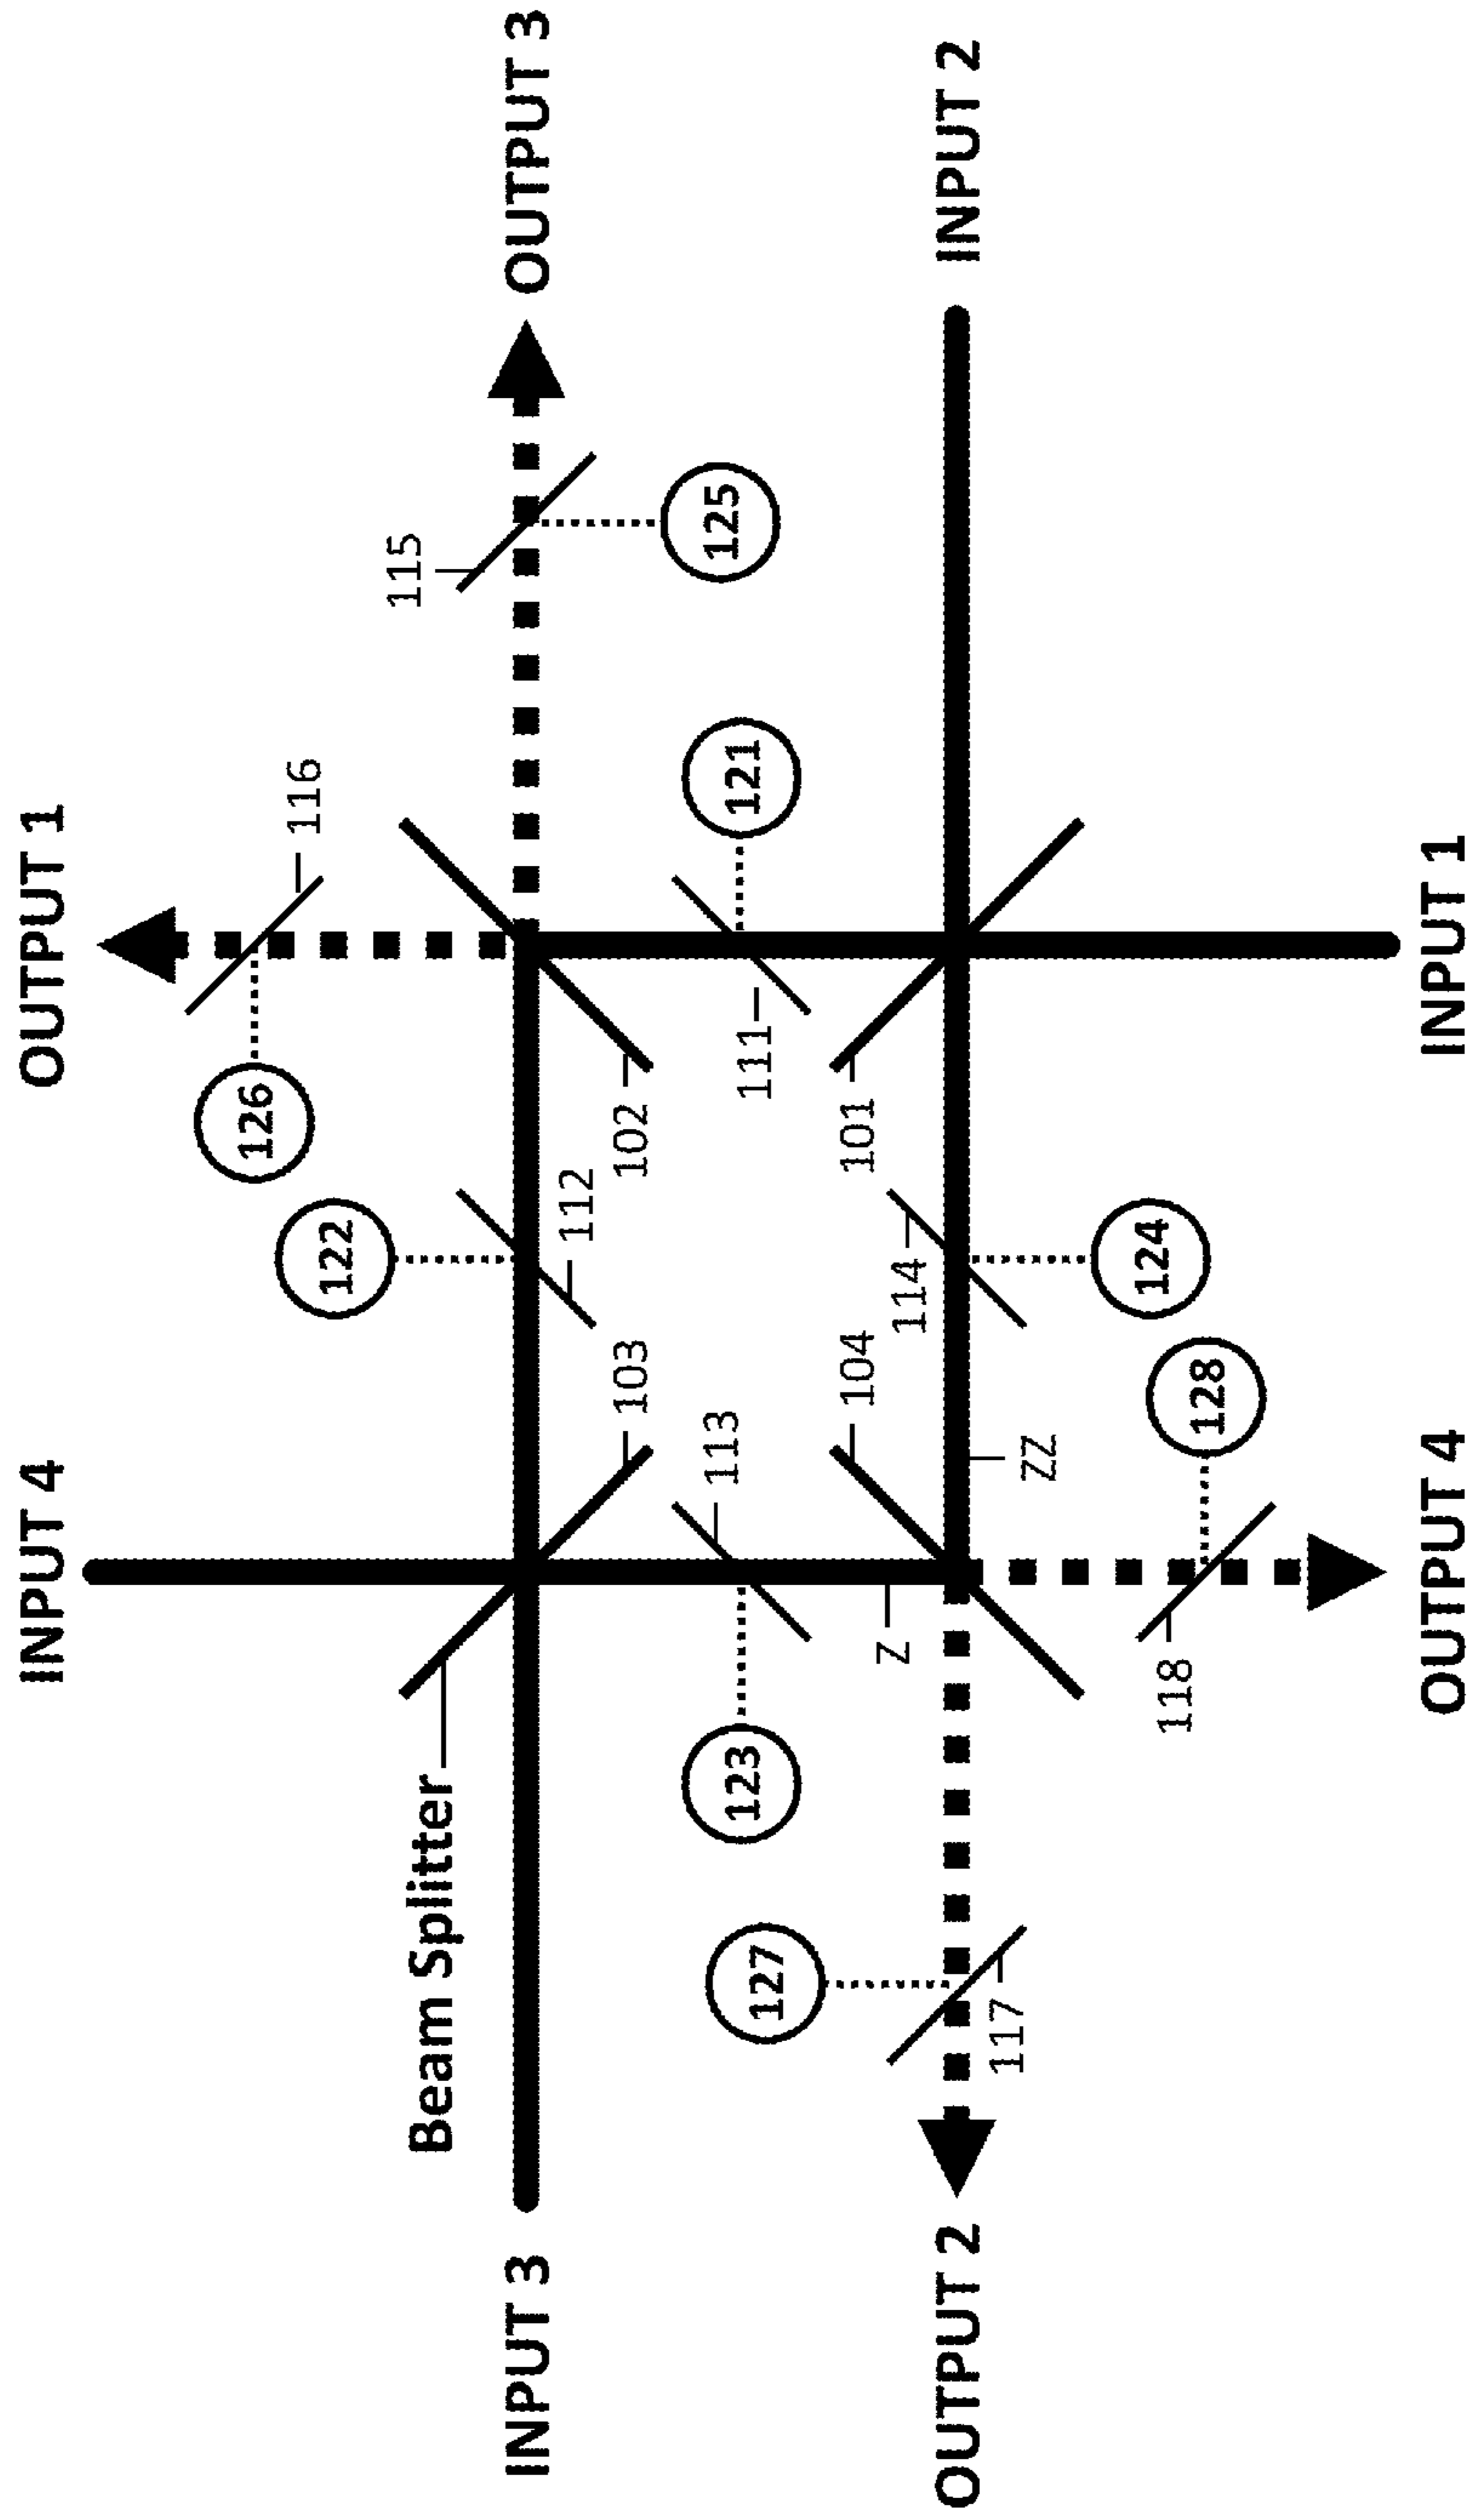 INPUT 4
OUTPUT 1
126
116
122
115
Beam Splitter
INPUT 3
OUTPUT 3
112
103
102
113
125
123
111
121
127
104
101
Z
114
OUTPUT 2
INPUT 2
117
ZZ
124
118
128
OUTPUT 4
INPUT 1